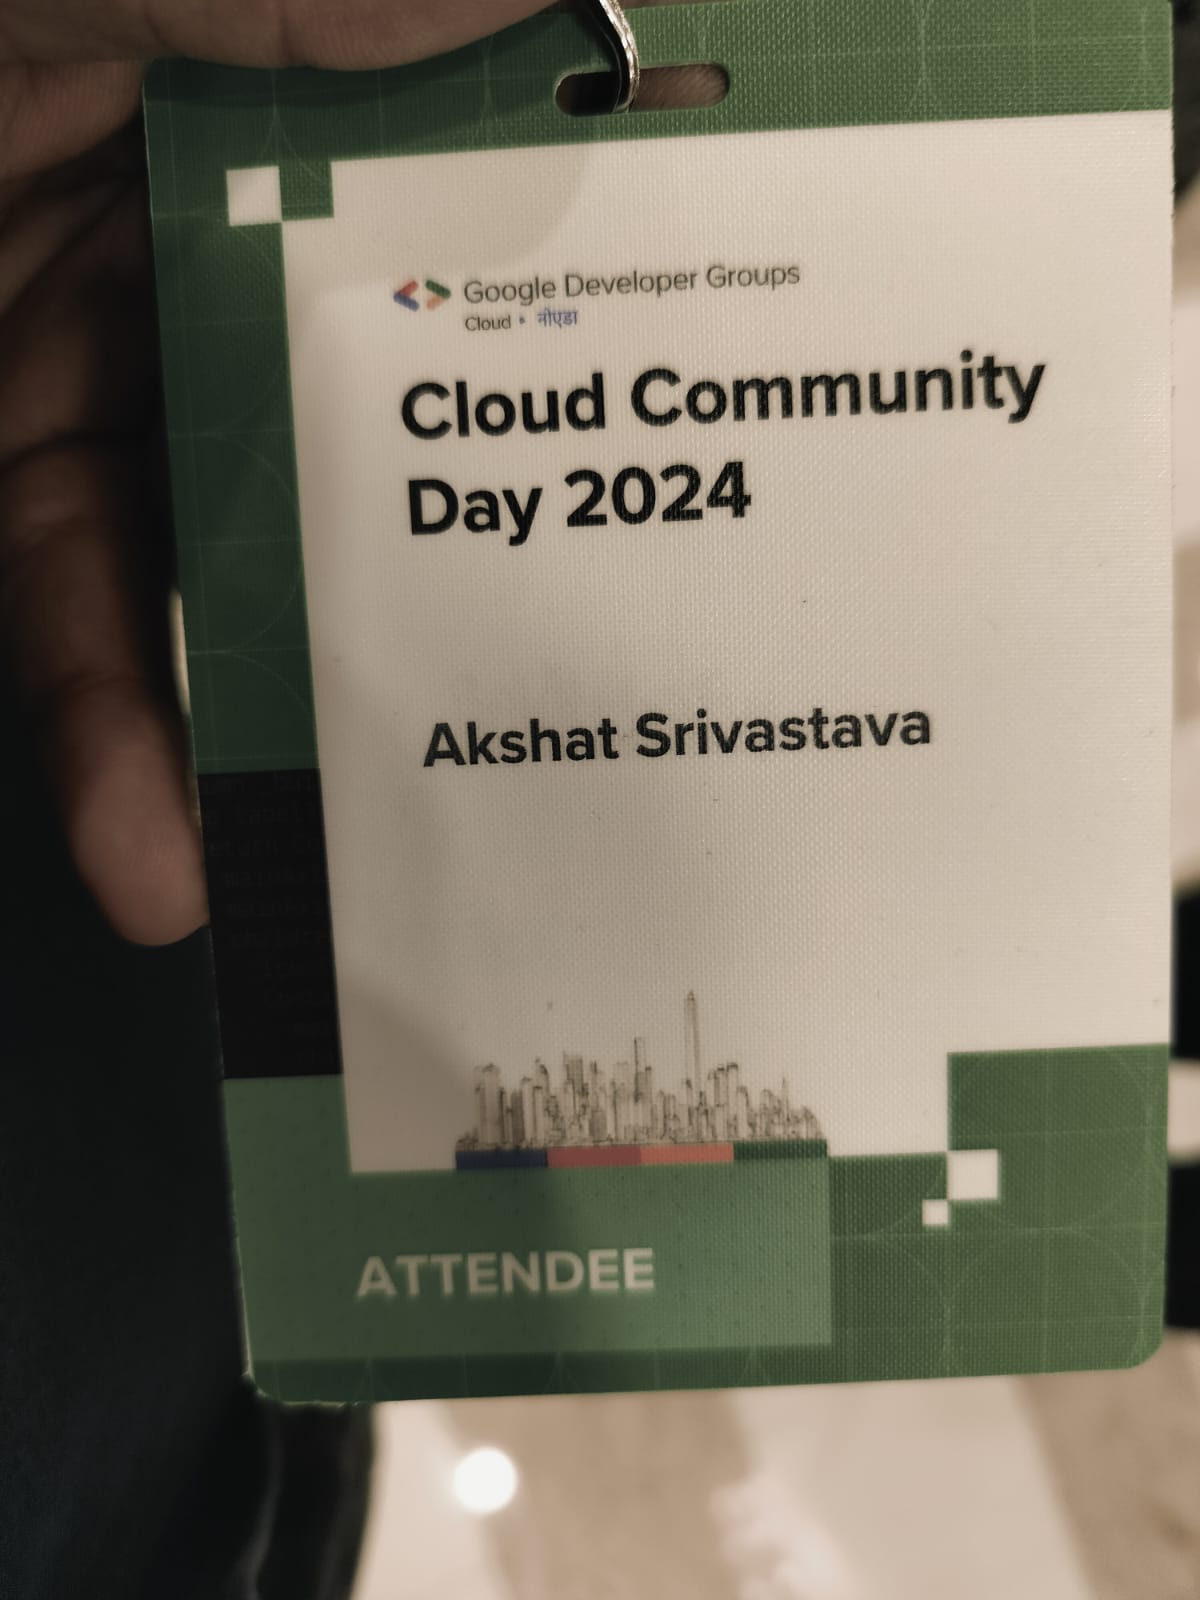 Google Developer Groups
Cloud • नोएडा
Cloud Community
Day 2024
Akshat Srivastava
ATTENDEE